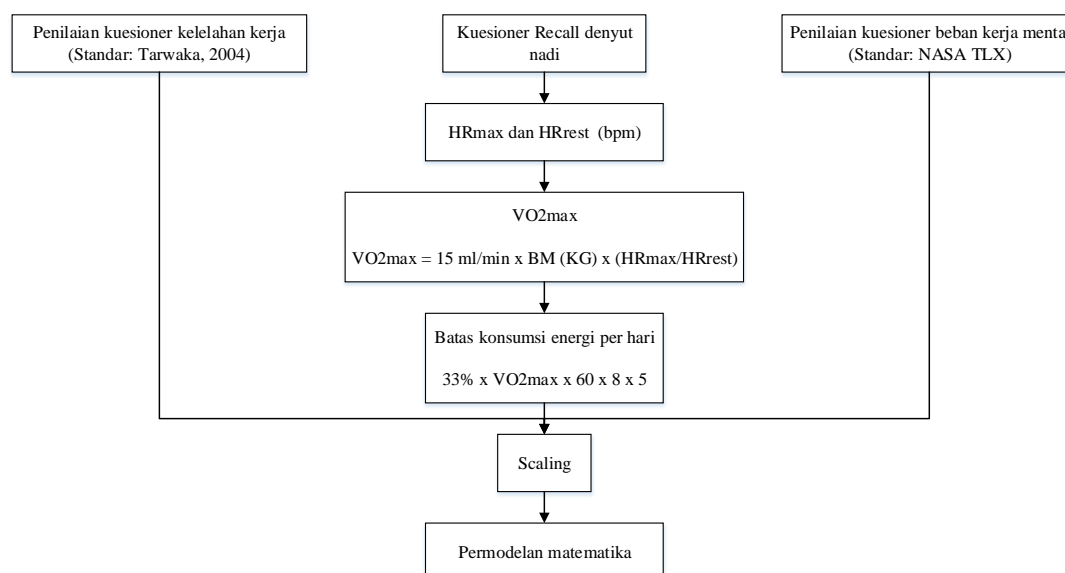 Penilaian kuesioner kelelahan kerja
(Standar: Tarwaka, 2004)
Kuesioner Recall denyut
nadi
Penilaian kuesioner beban kerja menta
(Standar: NASA TLX)
HRmax dan HRrest (bpm)
VO2max
VO2max = 15 ml/min x BM (KG) x (HRmax/HRrest)
Batas konsumsi energi per hari
33% x VO2max x 60 x 8 x 5
Scaling
Permodelan matematika